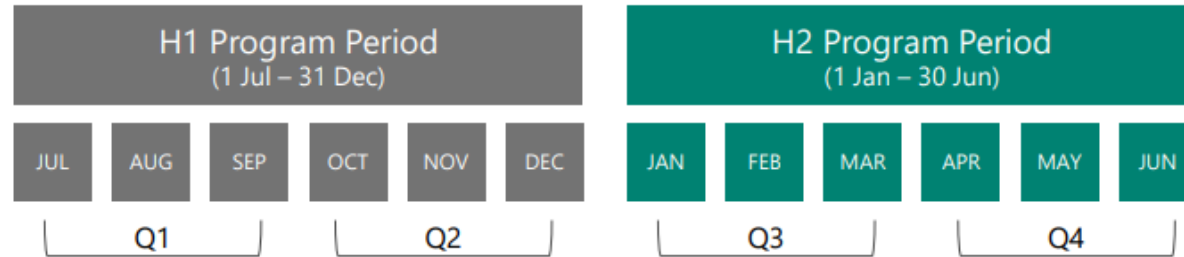 H1 Program Period
(1 Jul – 31 Dec)
H2 Program Period
(1 Jan – 30 Jun)
JUL AUG SEP OCT NOV DEC JAN FEB MAR APR MAY JUN
Q1 Q2 Q3 Q4